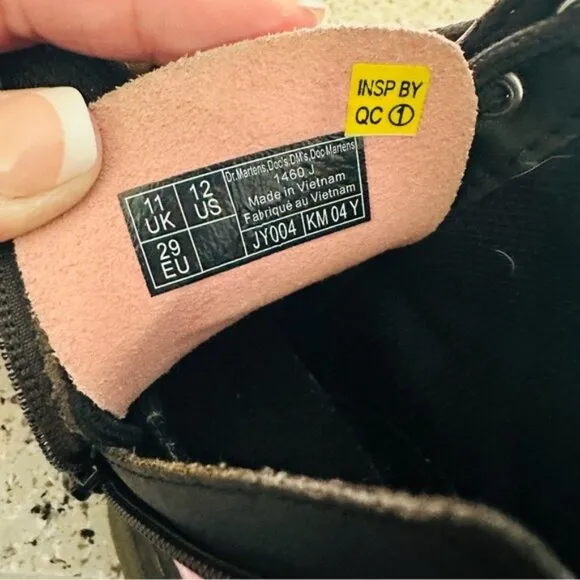 INSP BY
QC 1
11
UK
12
US
29
EU
Dr.Martens,Doc's,DM's,Doc Martens
1460 J
Made in Vietnam
Fabriqué au Vietnam
JY004
KM 04 Y